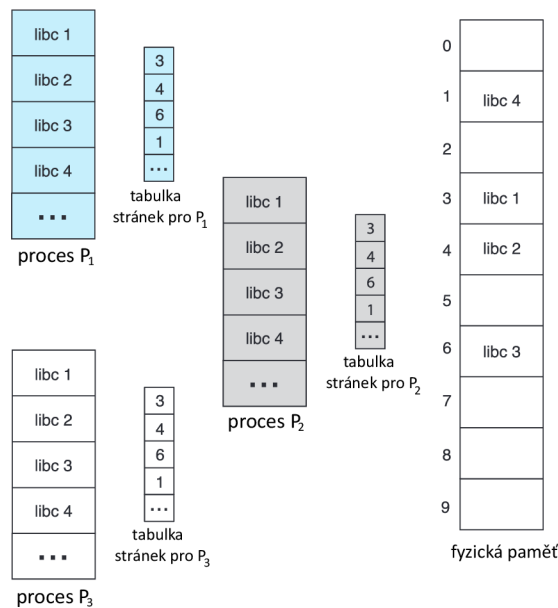 libc 1
libc 2
libc 3
libc 4
...
proces P1
3
4
6
1
...
tabulka
stránek pro P1
libc 1
libc 2
libc 3
libc 4
...
proces P2
3
4
6
1
...
tabulka
stránek pro P2
libc 1
libc 2
libc 3
libc 4
...
proces P3
3
4
6
1
...
tabulka
stránek pro P3
0
1 libc 4
2
3 libc 1
4 libc 2
5
6 libc 3
7
8
9
fyzická paměť